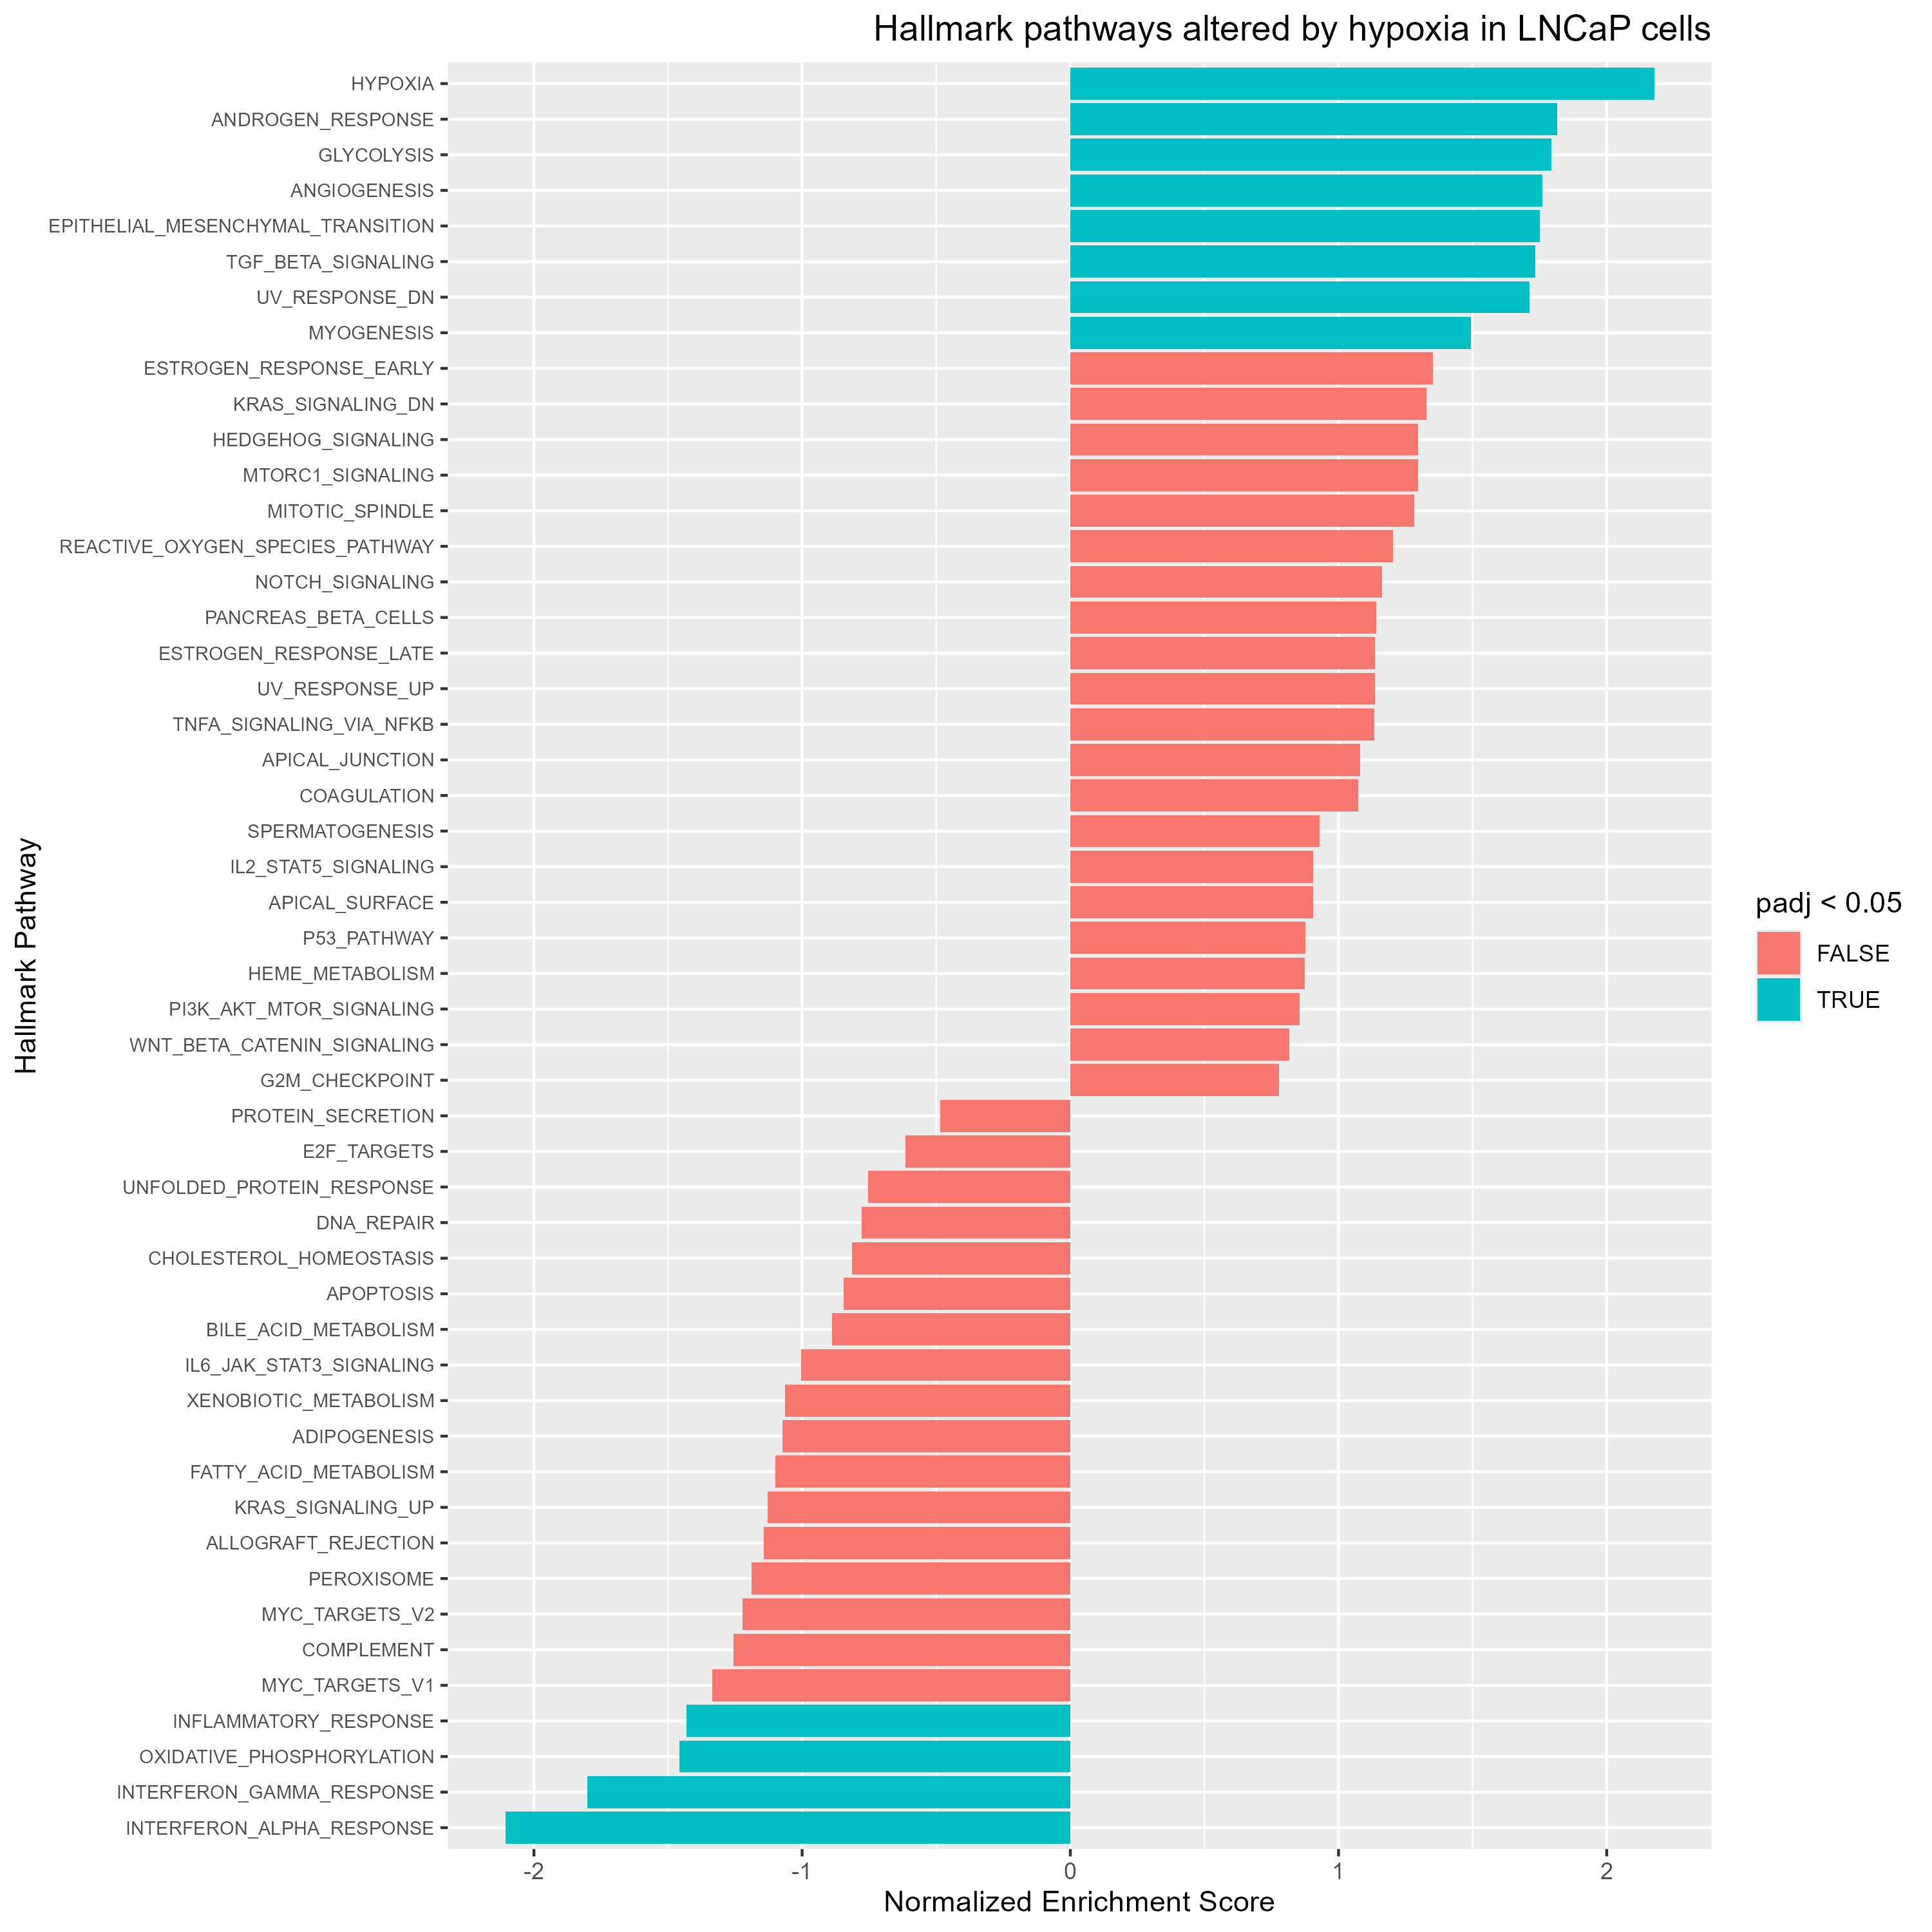 Hallmark pathways altered by hypoxia in LNCaP cells
HYPOXIA
ANDROGEN_RESPONSE
GLYCOLYSIS
ANGIOGENESIS
EPITHELIAL_MESENCHYMAL_TRANSITION
TGF_BETA_SIGNALING
UV_RESPONSE_DN
MYOGENESIS
ESTROGEN_RESPONSE_EARLY
KRAS_SIGNALING_DN
HEDGEHOG_SIGNALING
MTORC1_SIGNALING
MITOTIC_SPINDLE
REACTIVE_OXYGEN_SPECIES_PATHWAY
NOTCH_SIGNALING
PANCREAS_BETA_CELLS
ESTROGEN_RESPONSE_LATE
UV_RESPONSE_UP
TNFA_SIGNALING_VIA_NFKB
APICAL_JUNCTION
COAGULATION
SPERMATOGENESIS
IL2_STAT5_SIGNALING
APICAL_SURFACE
P53_PATHWAY
HEME_METABOLISM
PI3K_AKT_MTOR_SIGNALING
WNT_BETA_CATENIN_SIGNALING
G2M_CHECKPOINT
PROTEIN_SECRETION
E2F_TARGETS
UNFOLDED_PROTEIN_RESPONSE
DNA_REPAIR
CHOLESTEROL_HOMEOSTASIS
APOPTOSIS
BILE_ACID_METABOLISM
IL6_JAK_STAT3_SIGNALING
XENOBIOTIC_METABOLISM
ADIPOGENESIS
FATTY_ACID_METABOLISM
KRAS_SIGNALING_UP
ALLOGRAFT_REJECTION
PEROXISOME
MYC_TARGETS_V2
COMPLEMENT
MYC_TARGETS_V1
INFLAMMATORY_RESPONSE
OXIDATIVE_PHOSPHORYLATION
INTERFERON_GAMMA_RESPONSE
INTERFERON_ALPHA_RESPONSE
Hallmark Pathway
-2 -1 0 1 2
Normalized Enrichment Score
padj < 0.05
FALSE
TRUE